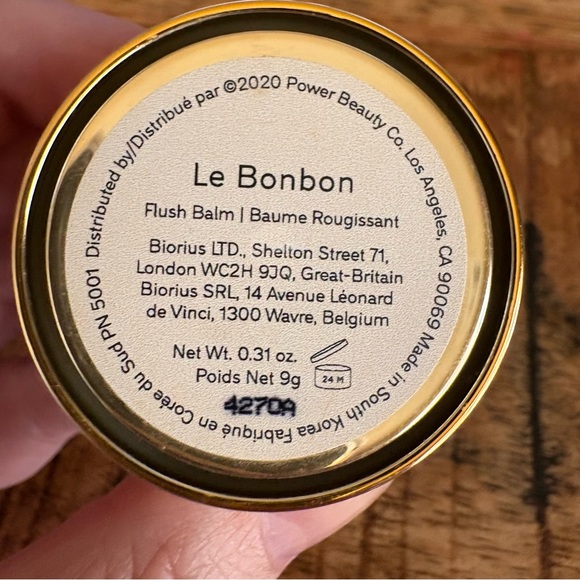 Distributed by/Distribué par ©2020 Power Beauty Co. Los Angeles, CA 90069 Made in South Korea Fabriqué en Corée du Sud PN 5001
Le Bonbon
Flush Balm | Baume Rougissant
Biorius LTD., Shelton Street 71,
London WC2H 9JQ, Great-Britain
Biorius SRL, 14 Avenue Léonard
de Vinci, 1300 Wavre, Belgium
Net Wt. 0.31 oz.
Poids Net 9g
24 M
4270A